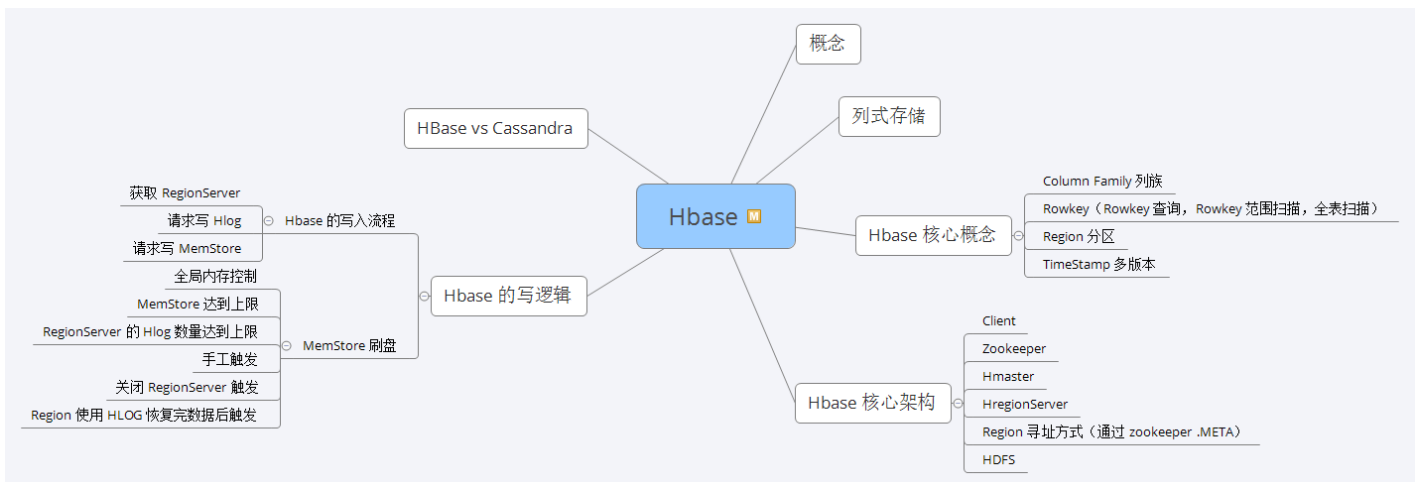 Hbase M
概念
列式存储
Hbase 核心概念
Column Family 列族
Rowkey（Rowkey 查询，Rowkey 范围扫描，全表扫描）
Region 分区
TimeStamp 多版本
Hbase 核心架构
Client
Zookeeper
Hmaster
HregionServer
Region 寻址方式（通过 zookeeper .META）
HDFS
HBase vs Cassandra
Hbase 的写逻辑
Hbase 的写入流程
获取 RegionServer
请求写 Hlog
请求写 MemStore
MemStore 刷盘
全局内存控制
MemStore 达到上限
RegionServer 的 Hlog 数量达到上限
手工触发
关闭 RegionServer 触发
Region 使用 HLOG 恢复完数据后触发